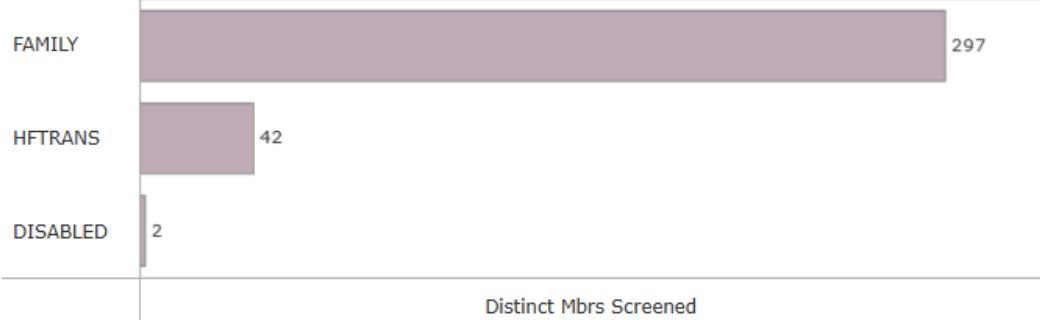 FAMILY 297
HFTRANS 42
DISABLED 2
Distinct Mbrs Screened